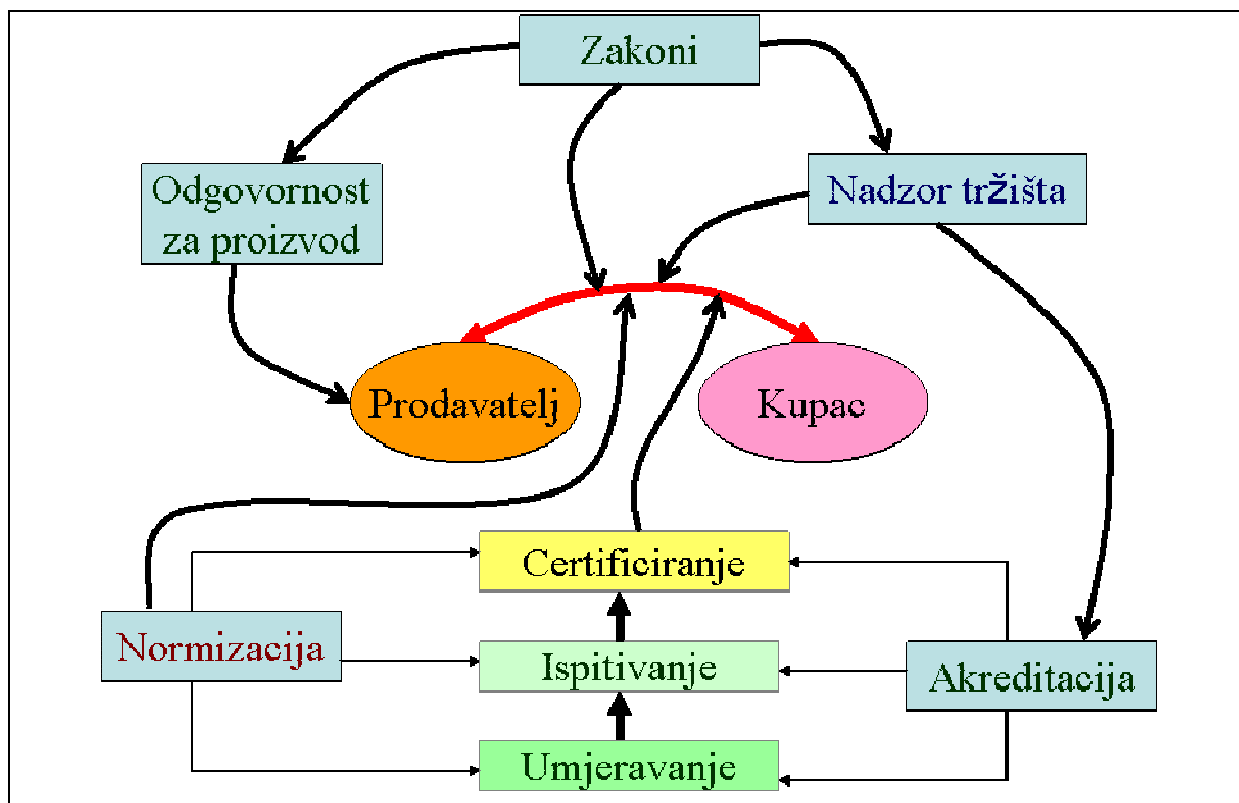 Zakoni
Odgovornost
za proizvod
Nadzor tržišta
Prodavatelj
Kupac
Certificiranje
Normizacija
Ispitivanje
Akreditacija
Umjeravanje